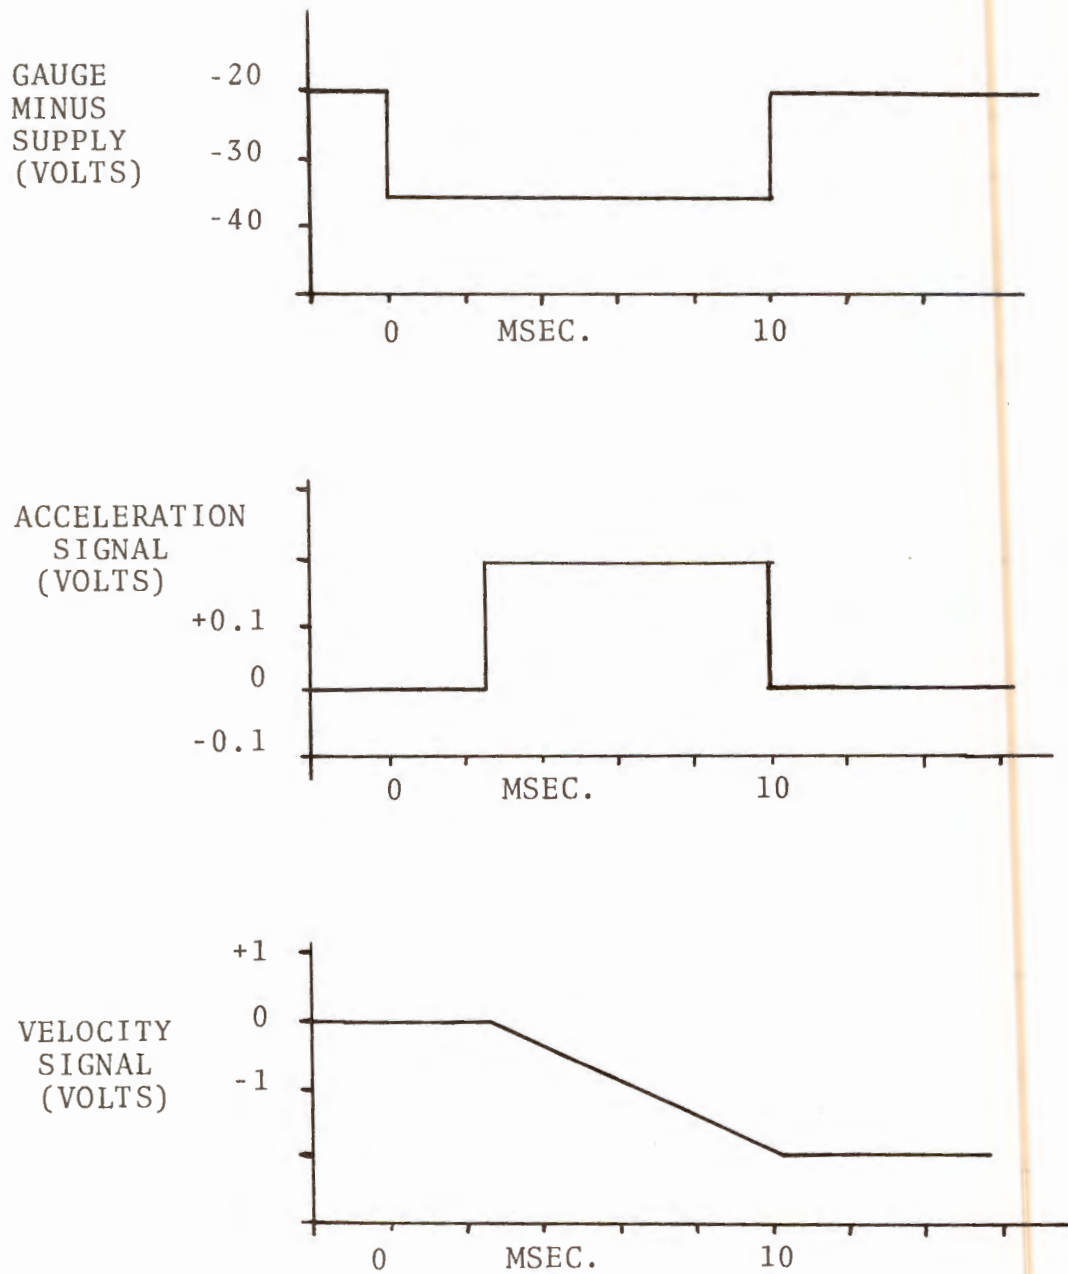 GAUGE
MINUS
SUPPLY
(VOLTS)
-20
-30
-40
0 MSEC. 10
ACCELERATION
SIGNAL
(VOLTS)
+0.1
0
-0.1
0 MSEC. 10
VELOCITY
SIGNAL
(VOLTS)
+1
0
-1
0 MSEC. 10